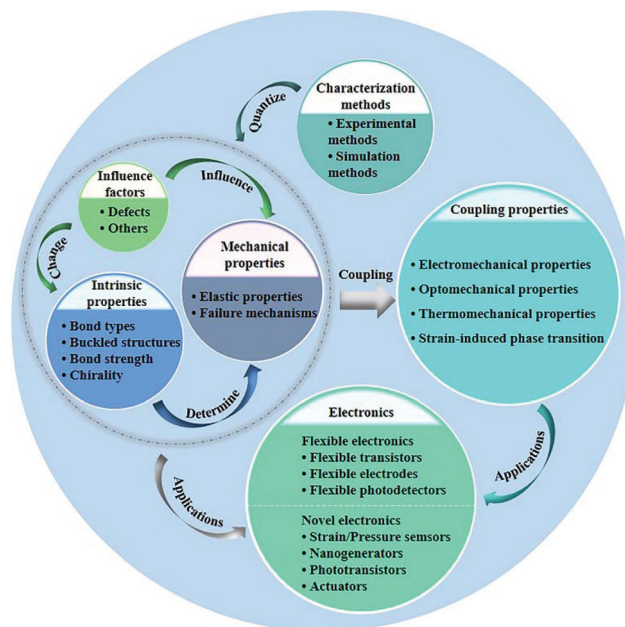 Characterization
methods
• Experimental
methods
• Simulation
methods
Quantize
Influence
factors
• Defects
• Others
Influence
Change
Mechanical
properties
• Elastic properties
• Failure mechanisms
Intrinsic
properties
• Bond types
• Buckled structures
• Bond strength
• Chirality
Determine
Coupling
Coupling properties
• Electromechanical properties
• Optomechanical properties
• Thermomechanical properties
• Strain-induced phase transition
Applications
Applications
Electronics
Flexible electronics
• Flexible transistors
• Flexible electrodes
• Flexible photodetectors
Novel electronics
• Strain/Pressure semsors
• Nanogenerators
• Phototransistors
• Actuators